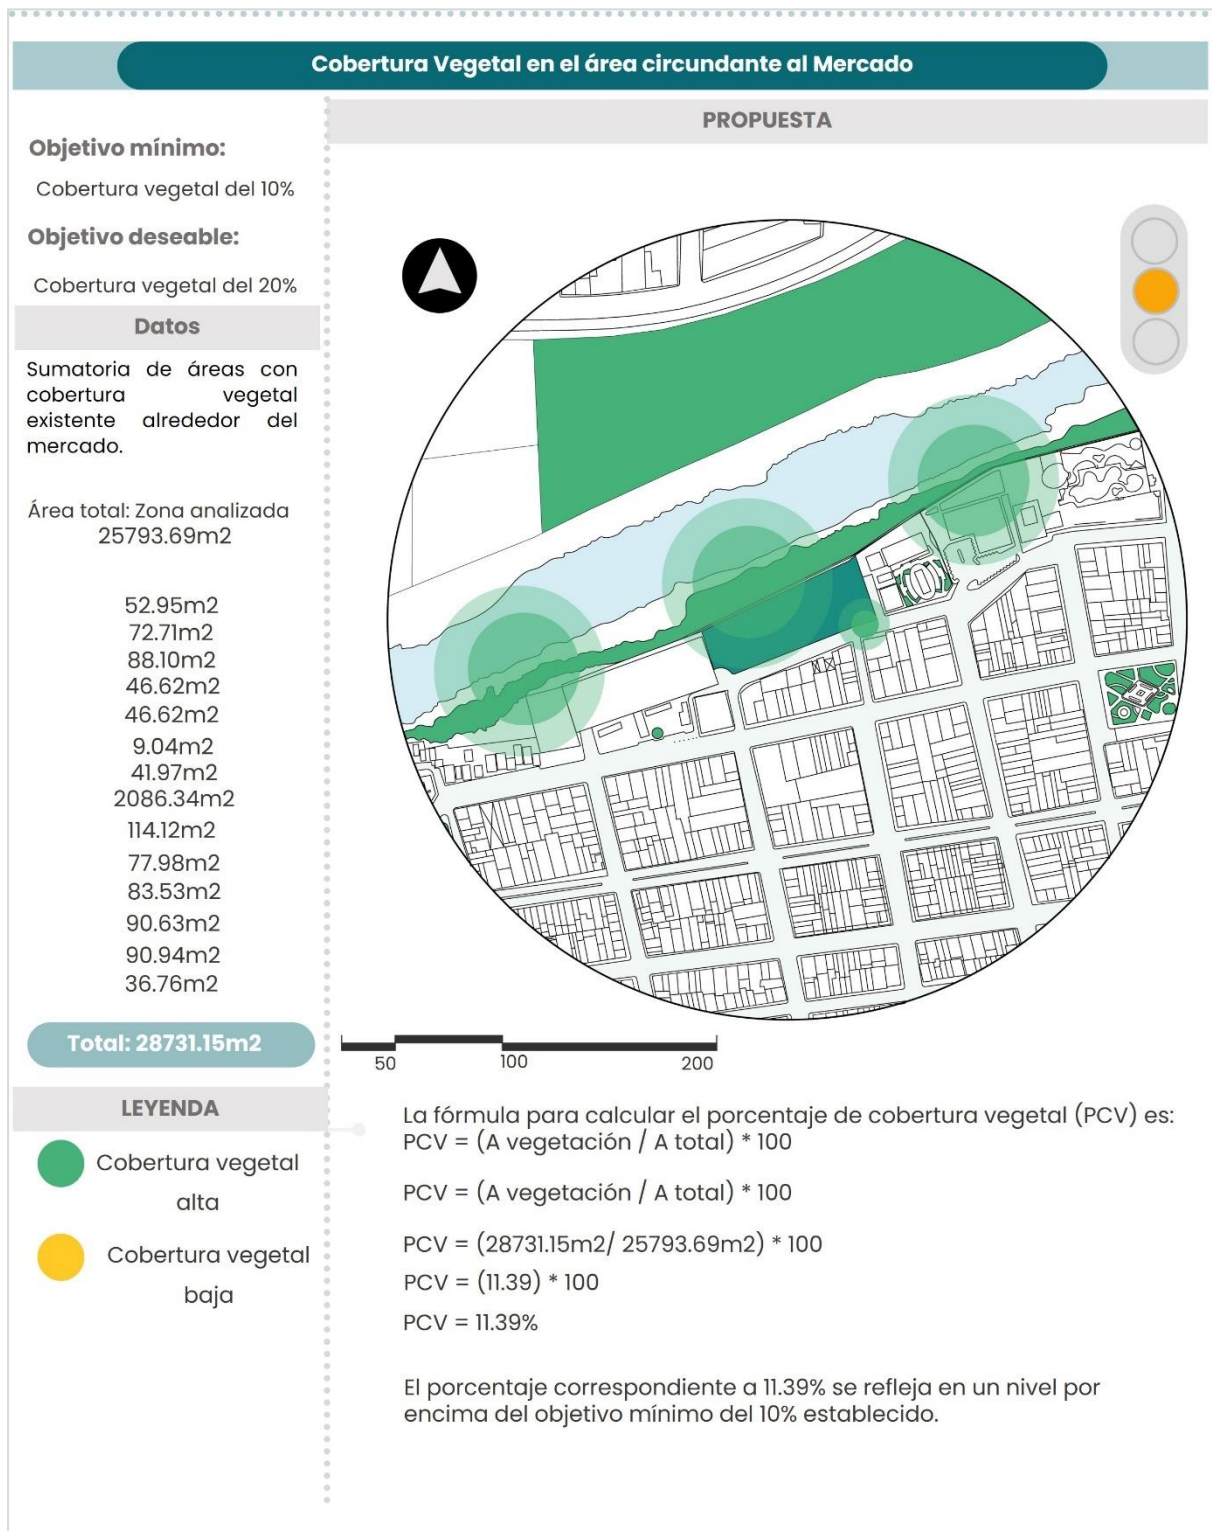 Cobertura Vegetal en el área circundante al Mercado
Objetivo mínimo:
Cobertura vegetal del 10%
Objetivo deseable:
Cobertura vegetal del 20%
Datos
Sumatoria de áreas con
cobertura vegetal
existente alrededor del
mercado.
Área total: Zona analizada
25793.69m2
52.95m2
72.71m2
88.10m2
46.62m2
46.62m2
9.04m2
41.97m2
2086.34m2
114.12m2
77.98m2
83.53m2
90.63m2
90.94m2
36.76m2
Total: 28731.15m2
LEYENDA
Cobertura vegetal
alta
Cobertura vegetal
baja
PROPUESTA
50 100 200
La fórmula para calcular el porcentaje de cobertura vegetal (PCV) es:
PCV = (A vegetación / A total) * 100
PCV = (A vegetación / A total) * 100
PCV = (28731.15m2/ 25793.69m2) * 100
PCV = (11.39) * 100
PCV = 11.39%
El porcentaje correspondiente a 11.39% se refleja en un nivel por
encima del objetivo mínimo del 10% establecido.